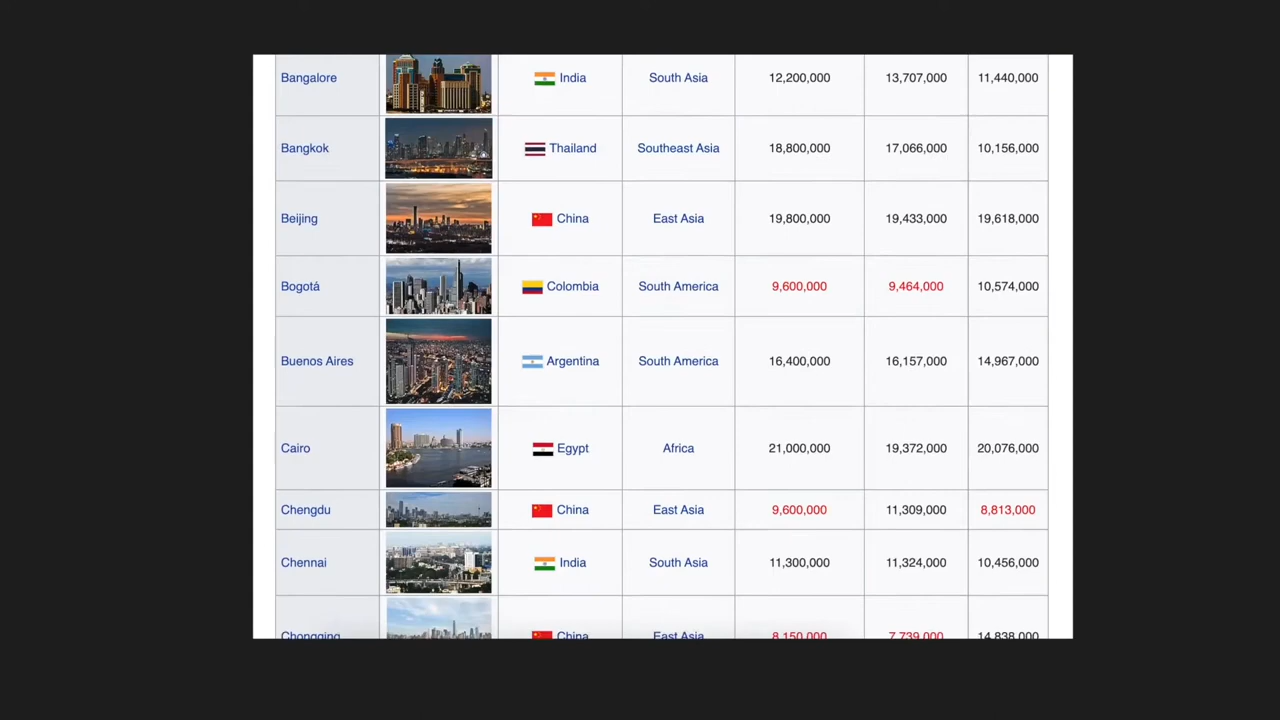 Bangalore India South Asia 12,200,000 13,707,000 11,440,000
Bangkok Thailand Southeast Asia 18,800,000 17,066,000 10,156,000
Beijing China East Asia 19,800,000 19,433,000 19,618,000
Bogotá Colombia South America 9,600,000 9,464,000 10,574,000
Buenos Aires Argentina South America 16,400,000 16,157,000 14,967,000
Cairo Egypt Africa 21,000,000 19,372,000 20,076,000
Chengdu China East Asia 9,600,000 11,309,000 8,813,000
Chennai India South Asia 11,300,000 11,324,000 10,456,000
Chongqing China East Asia 8,150,000 7,739,000 14,838,000